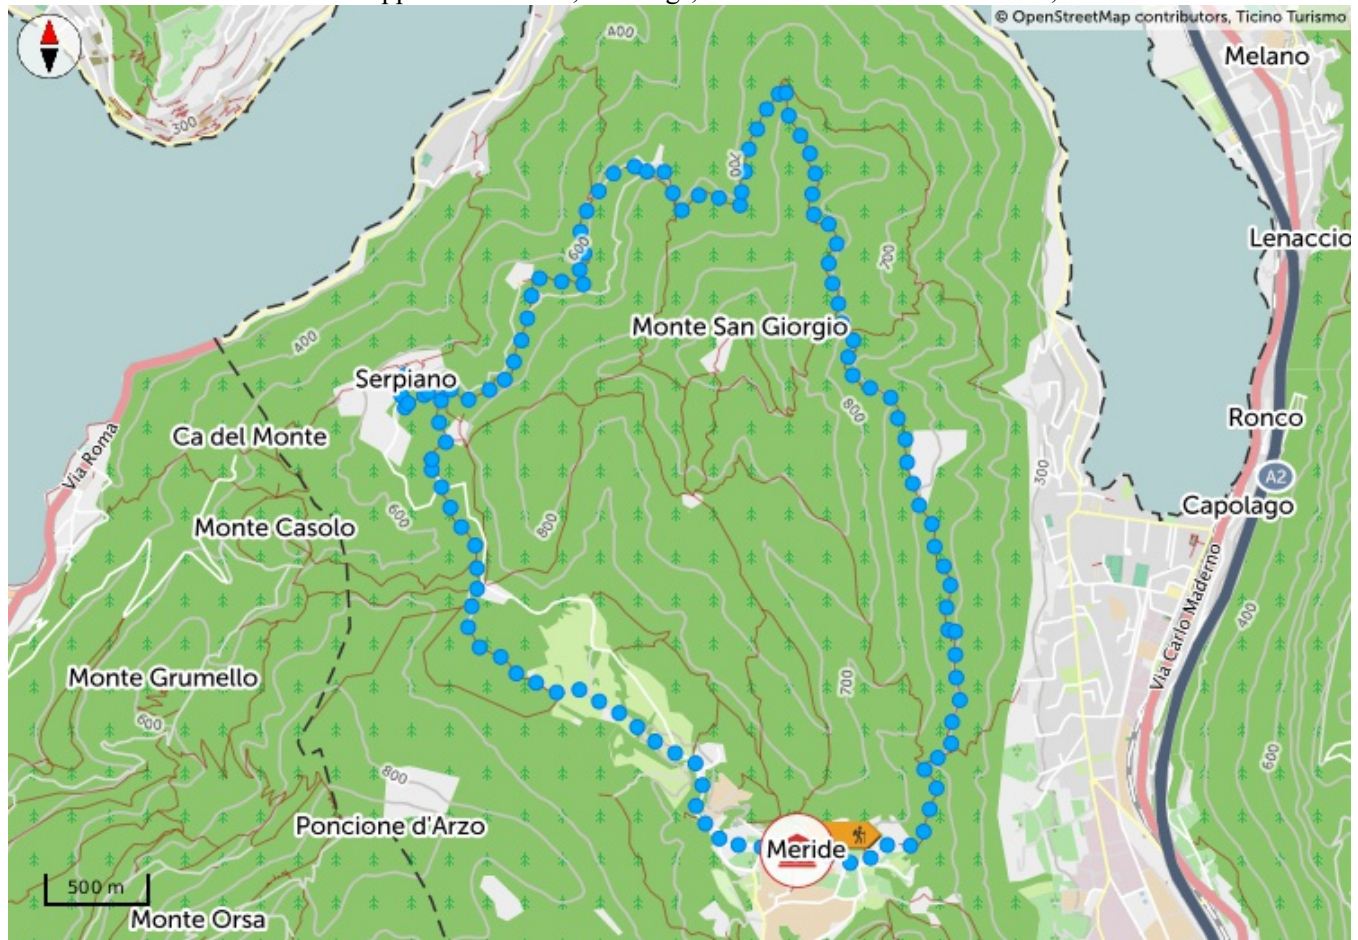 © OpenStreetMap contributors, Ticino Turismo
400
Melano
300
700
Lenaccio
600
700
Monte San Giorgio
400
Serpiano
800
Ronco
Ca del Monte
Via Roma
300
A2
Capolago
600
800
Monte Casolo
Via Carlo Maderno
400
Monte Grumello
700
600
600
800
Poncione d'Arzo
Meride
500 m
Monte Orsa